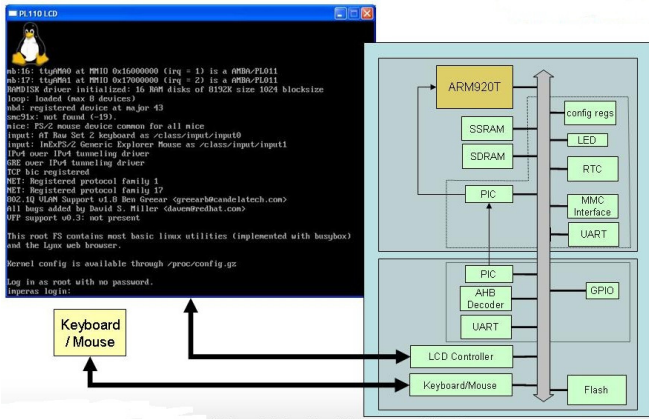 PL110 LCD
mb:16: ttyAMA0 at MMIO 0x16000000 (irq = 1) is a AMBA/PL011
mb:17: ttyAMA1 at MMIO 0x17000000 (irq = 2) is a AMBA/PL011
RAMDISK driver initialized: 16 RAM disks of 8192K size 1024 blocksize
loop: loaded (max 8 devices)
nbd: registered device at major 43
smc91x: not found (-19).
mice: PS/2 mouse device common for all mice
input: AT Raw Set 2 keyboard as /class/input/input0
input: ImExPS/2 Generic Explorer Mouse as /class/input/input1
IPv4 over IPv4 tunneling driver
GRE over IPv4 tunneling driver
TCP bic registered
NET: Registered protocol family 1
NET: Registered protocol family 17
802.1Q VLAN Support v1.8 Ben Greear <greearb@candelatech.com>
All bugs added by David S. Miller <davem@redhat.com>
VFP support v0.3: not present
This root FS contains most basic linux utilities (implemented with busybox)
and the Lynx web browser.
Kernel config is available through /proc/config.gz
Log in as root with no password.
imperas login:
Keyboard
/ Mouse
ARM920T
SSRAM
SDRAM
PIC
config regs
LED
RTC
MMC
Interface
UART
PIC
AHB
Decoder
UART
GPIO
LCD Controller
Keyboard/Mouse
Flash